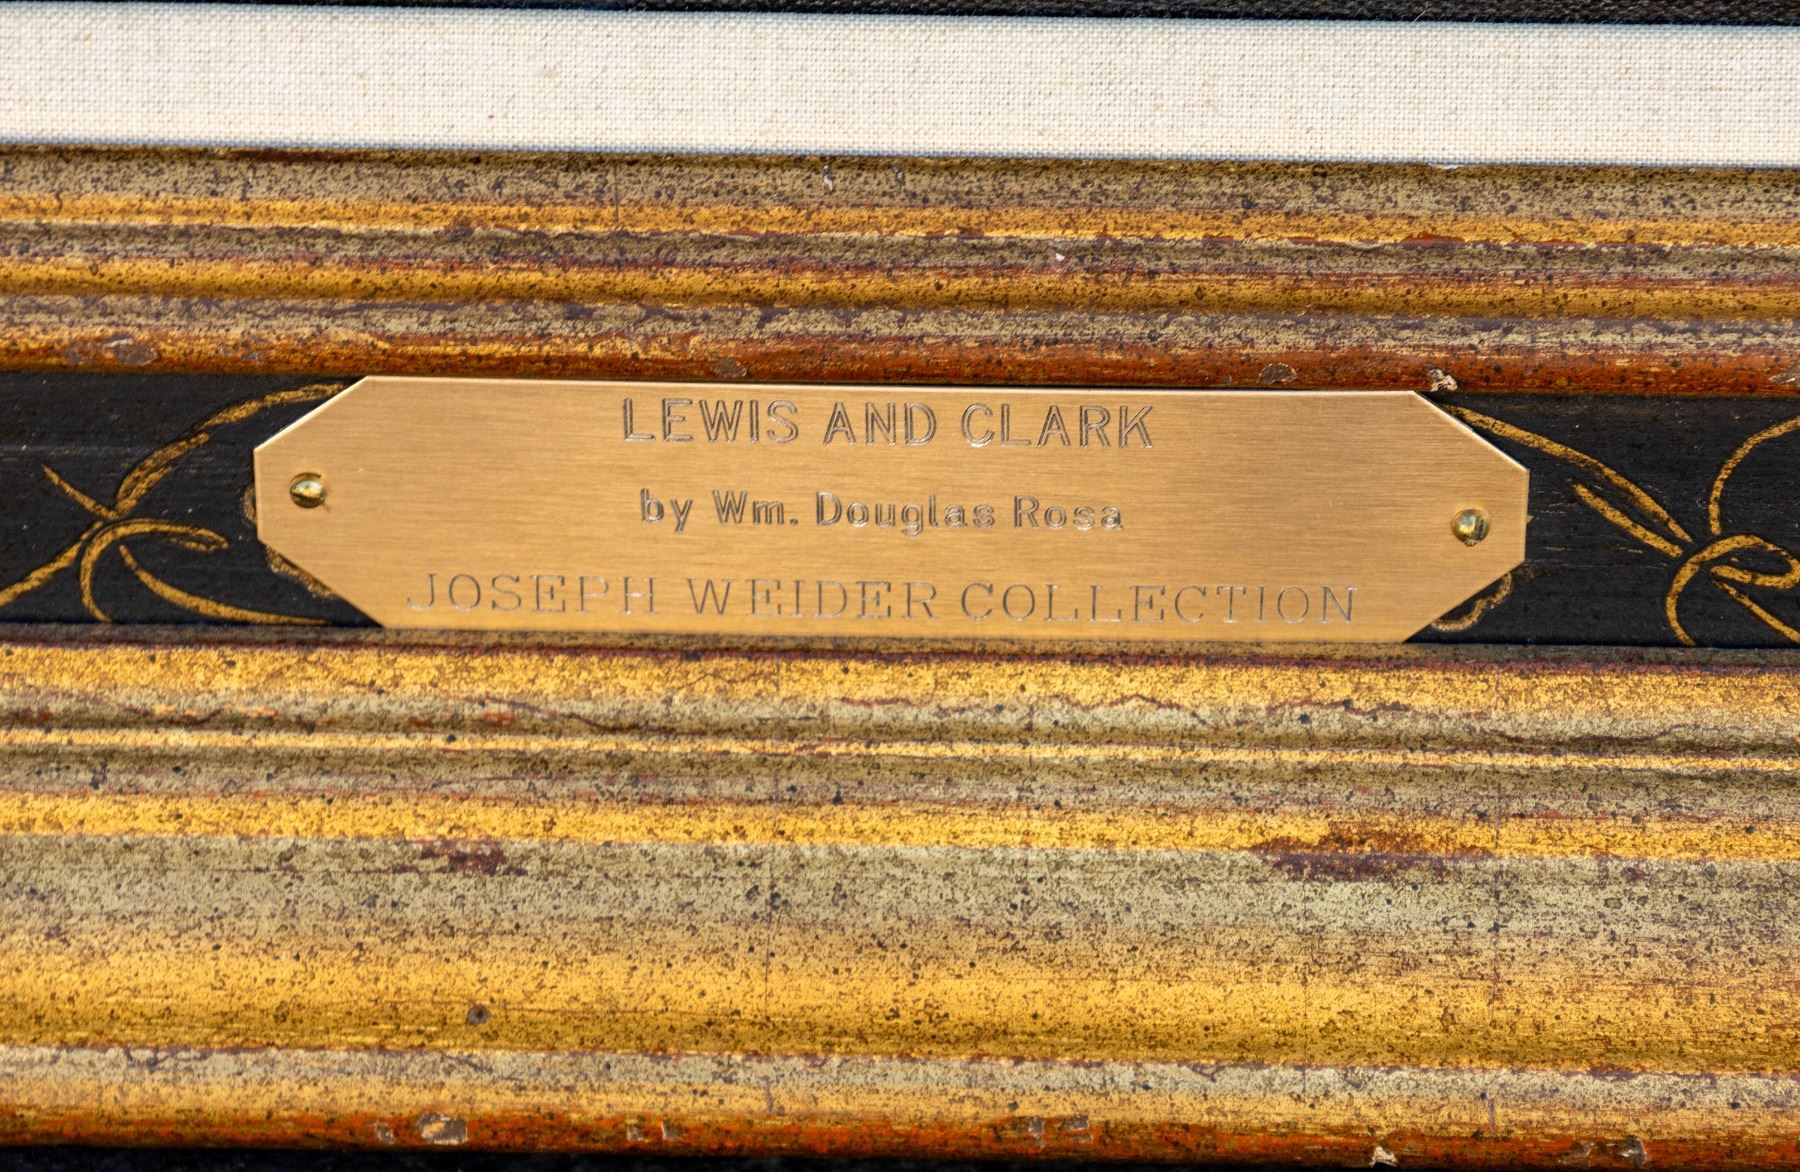 LEWIS AND CLARK
by Wm. Douglas Rosa
JOSEPH WEIDER COLLECTION